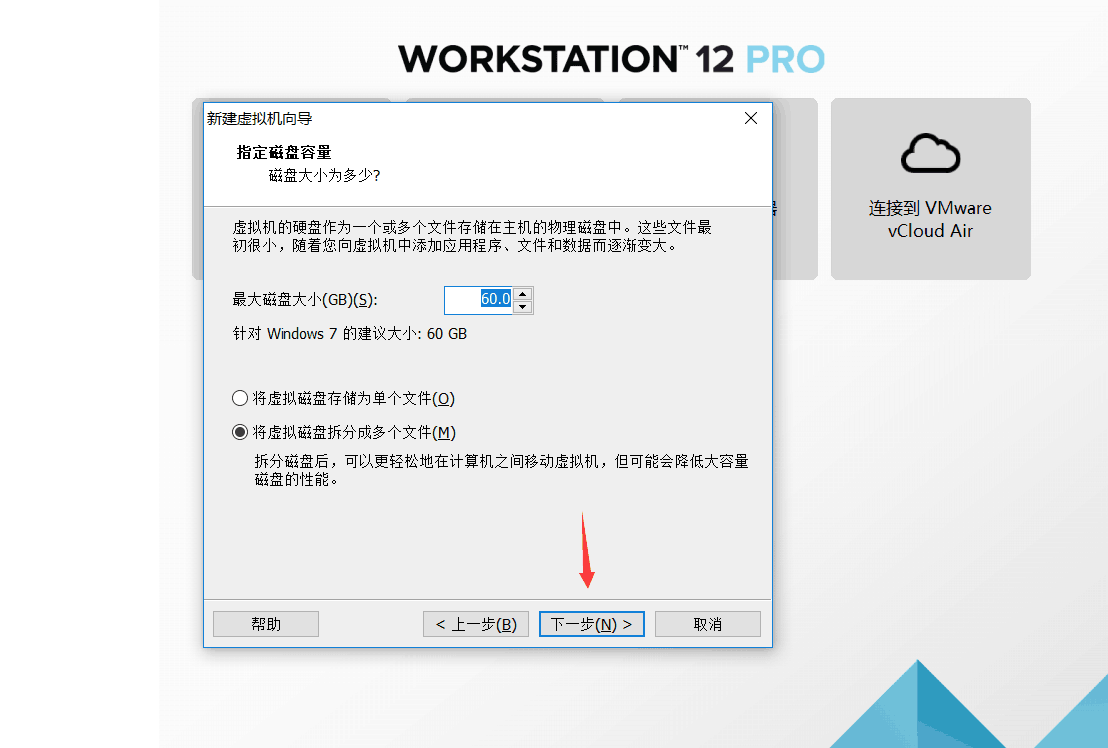 WORKSTATION™ 12 PRO
新建虚拟机向导
指定磁盘容量
磁盘大小为多少?
虚拟机的硬盘作为一个或多个文件存储在主机的物理磁盘中。这些文件最
初很小，随着您向虚拟机中添加应用程序、文件和数据而逐渐变大。
最大磁盘大小(GB)(S): 60.0
针对 Windows 7 的建议大小: 60 GB
将虚拟磁盘存储为单个文件(O)
将虚拟磁盘拆分成多个文件(M)
拆分磁盘后，可以更轻松地在计算机之间移动虚拟机，但可能会降低大容量
磁盘的性能。
帮助
< 上一步(B)
下一步(N) >
取消
连接到 VMware
vCloud Air